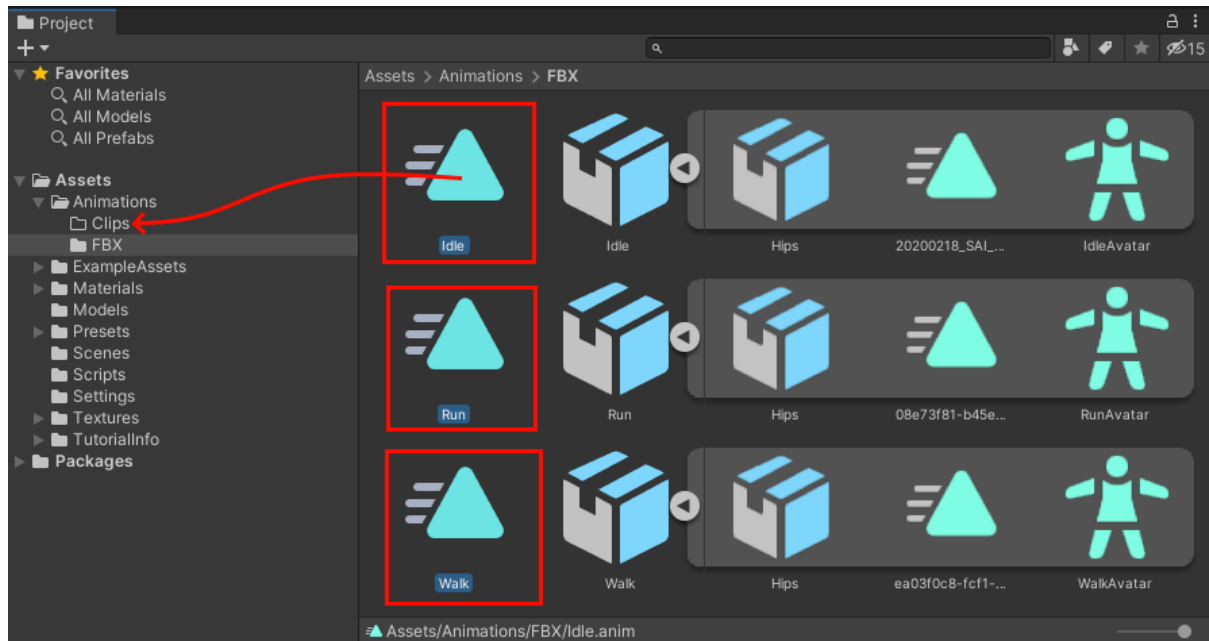 Project
15
Favorites
All Materials
All Models
All Prefabs
Assets
Animations
Clips
FBX
ExampleAssets
Materials
Models
Presets
Scenes
Scripts
Settings
Textures
TutorialInfo
Packages
Assets > Animations > FBX
Idle Idle Hips 20200218_SAI_... IdleAvatar
Run Run Hips 08e73f81-b45e... RunAvatar
Walk Walk Hips ea03f0c8-fcf1-... WalkAvatar
Assets/Animations/FBX/Idle.anim